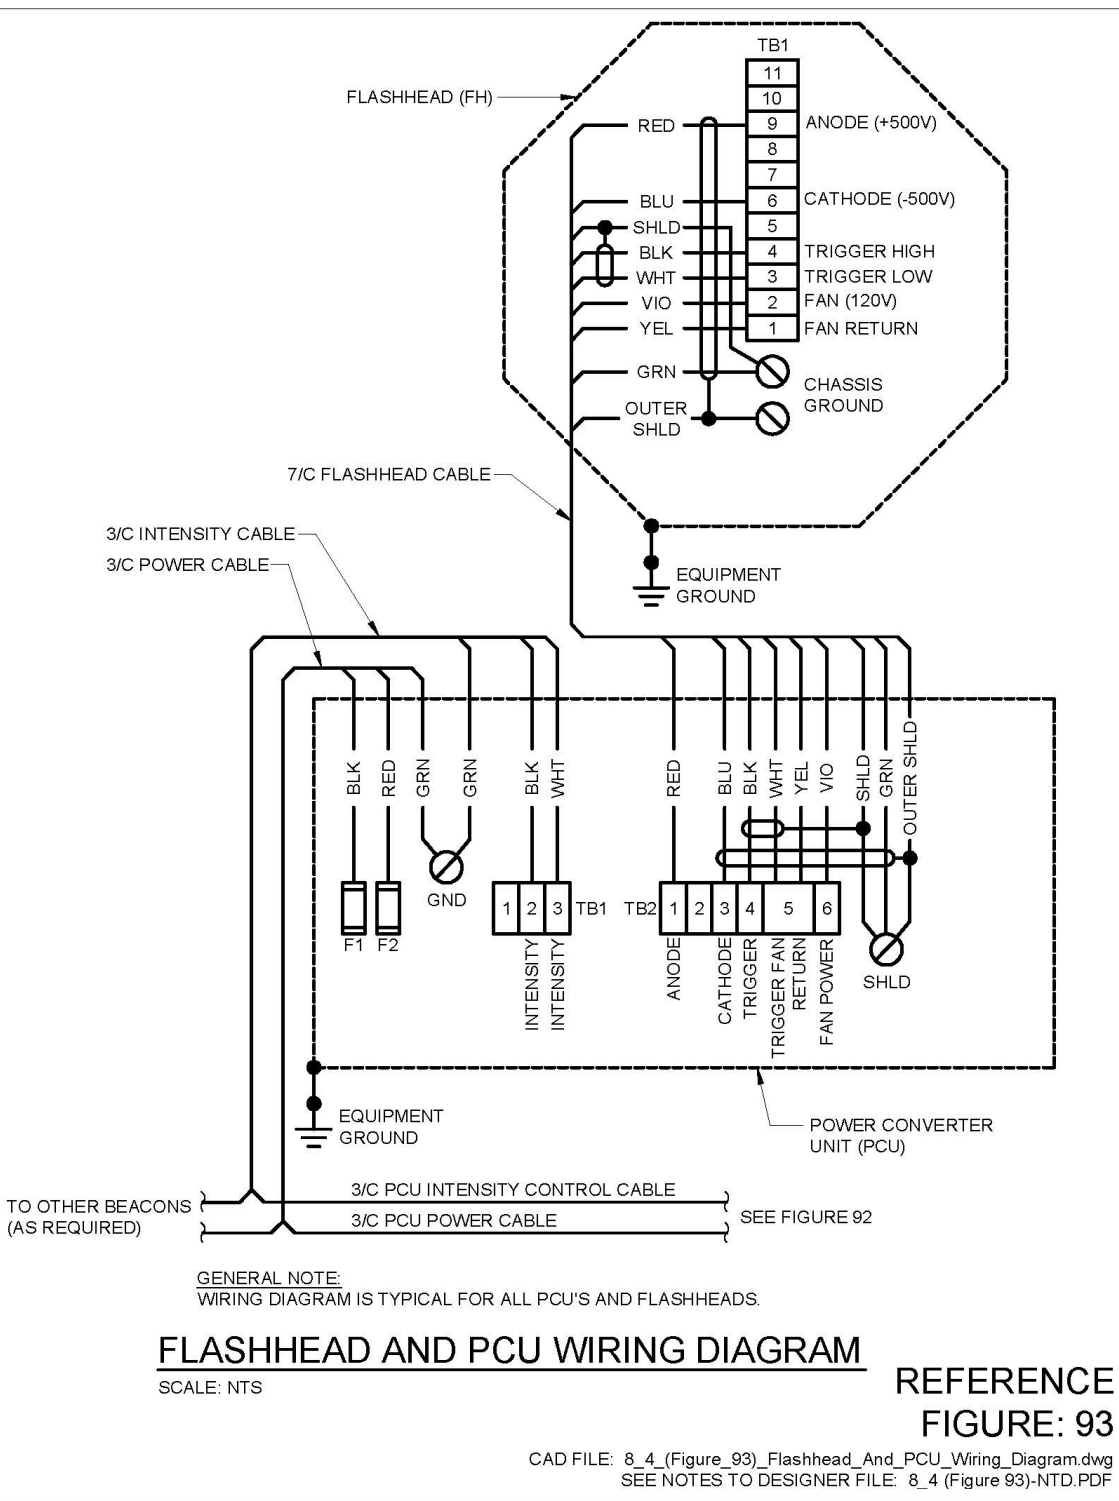 TB1
11
FLASHHEAD (FH)
10
RED
9
ANODE (+500V)
8
7
BLU
6
CATHODE (-500V)
SHLD
5
BLK
4
TRIGGER HIGH
WHT
3
TRIGGER LOW
VIO
2
FAN (120V)
YEL
1
FAN RETURN
GRN
CHASSIS
GROUND
OUTER
SHLD
7/C FLASHHEAD CABLE
3/C INTENSITY CABLE
3/C POWER CABLE
EQUIPMENT
GROUND
BLK
RED
GRN
GRN
BLK
WHT
RED
BLU
BLK
WHT
YEL
VIO
SHLD
GRN
OUTER SHLD
GND
F1
F2
1
2
3
TB1
TB2
1
2
3
4
5
6
INTENSITY
INTENSITY
ANODE
CATHODE
TRIGGER
TRIGGER FAN
RETURN
FAN POWER
SHLD
EQUIPMENT
GROUND
POWER CONVERTER
UNIT (PCU)
TO OTHER BEACONS
(AS REQUIRED)
3/C PCU INTENSITY CONTROL CABLE
3/C PCU POWER CABLE
SEE FIGURE 92
GENERAL NOTE:
WIRING DIAGRAM IS TYPICAL FOR ALL PCU'S AND FLASHHEADS.
FLASHHEAD AND PCU WIRING DIAGRAM
SCALE: NTS
REFERENCE
FIGURE: 93
CAD FILE: 8_4_(Figure_93)_Flashhead_And_PCU_Wiring_Diagram.dwg
SEE NOTES TO DESIGNER FILE: 8_4 (Figure 93)-NTD.PDF